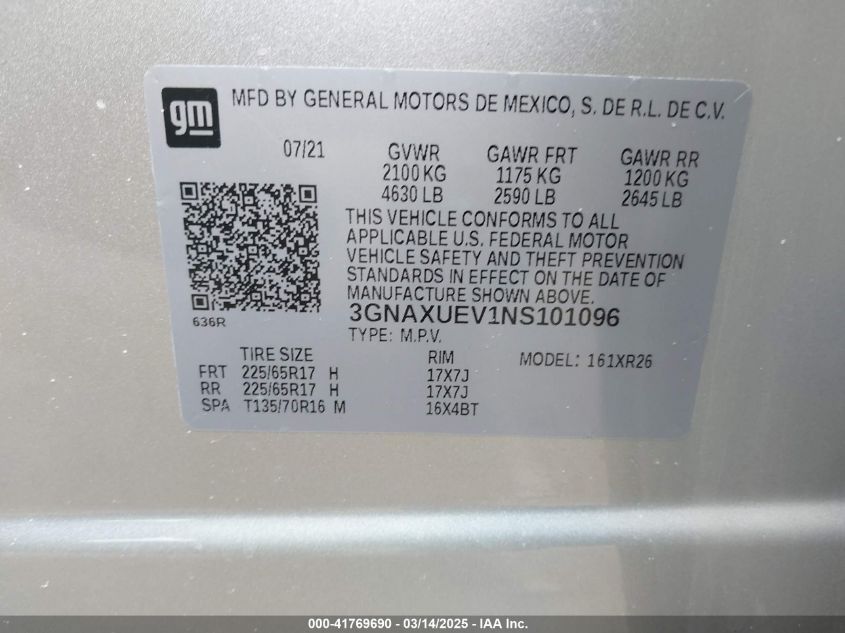 gm
MFD BY GENERAL MOTORS DE MEXICO, S. DE R.L. DE C.V.
07/21 GVWR GAWR FRT GAWR RR
2100 KG 1175 KG 1200 KG
4630 LB 2590 LB 2645 LB
THIS VEHICLE CONFORMS TO ALL
APPLICABLE U.S. FEDERAL MOTOR
VEHICLE SAFETY AND THEFT PREVENTION
STANDARDS IN EFFECT ON THE DATE OF
MANUFACTURE SHOWN ABOVE.
636R 3GNAXUEV1NS101096
TYPE: M.P.V.
TIRE SIZE RIM MODEL: 161XR26
FRT 225/65R17 H 17X7J
RR 225/65R17 H 17X7J
SPA T135/70R16 M 16X4BT
000-41769690 - 03/14/2025 - IAA Inc.